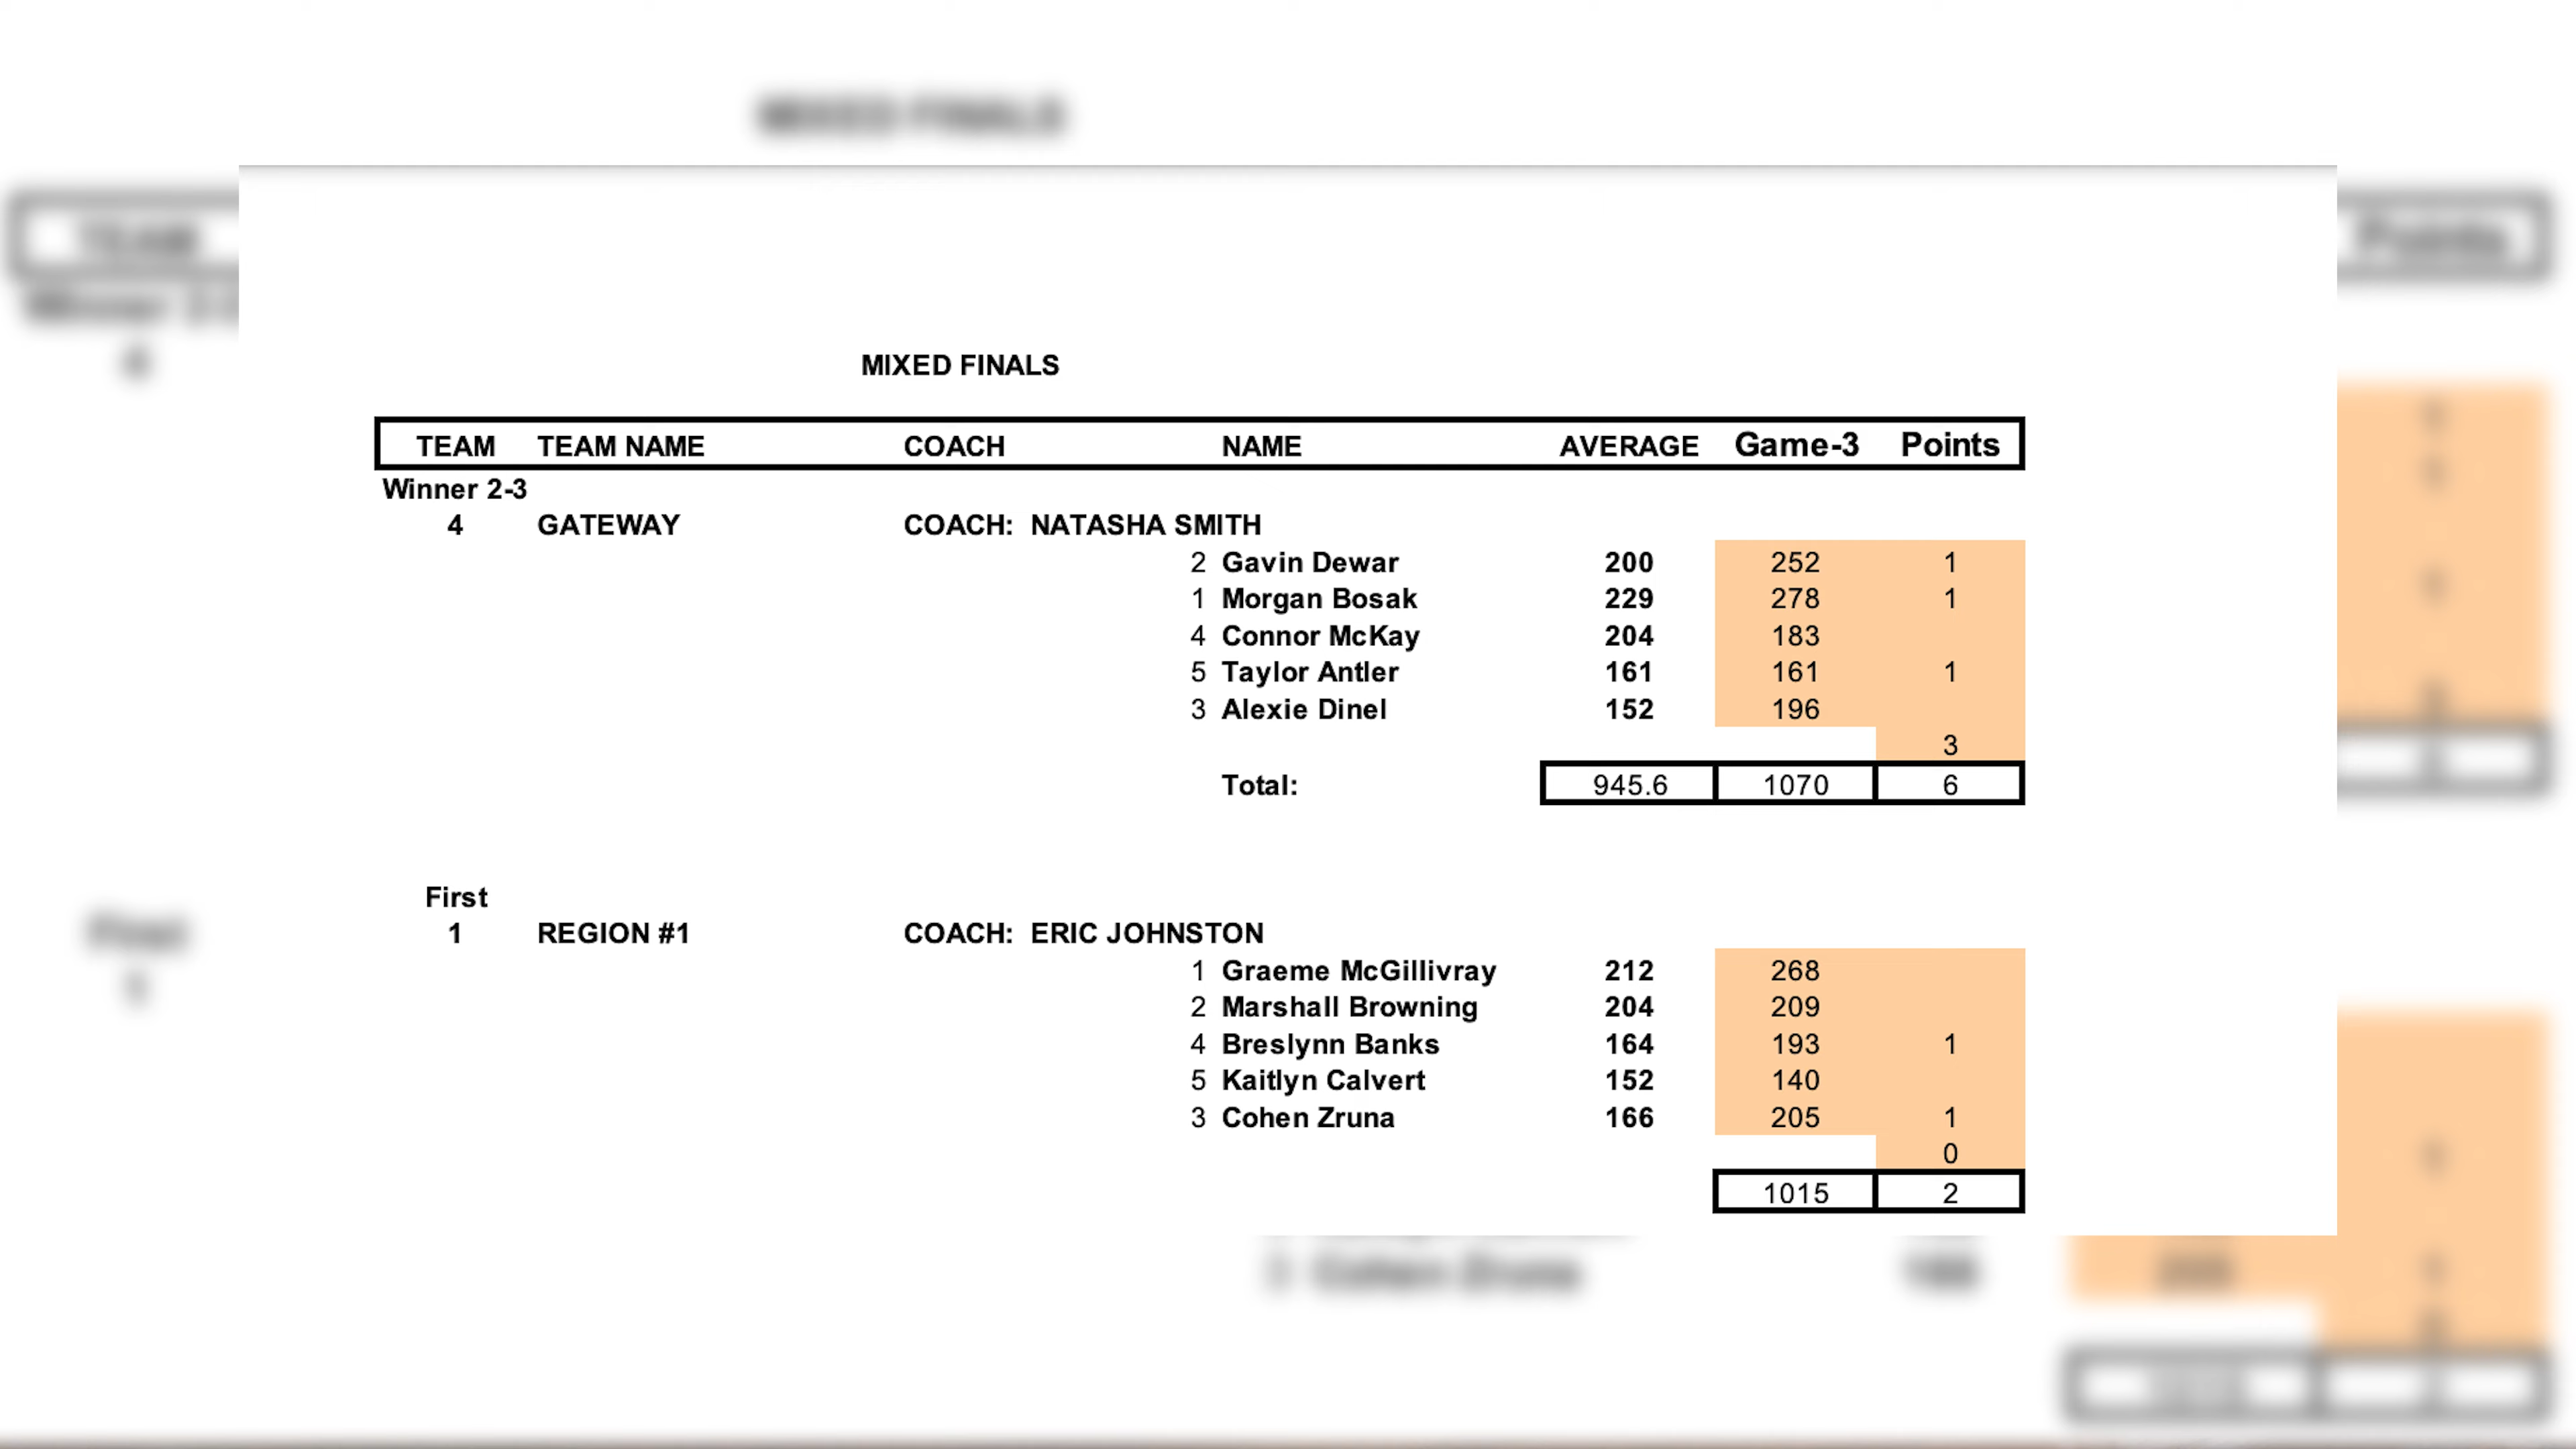 MIXED FINALS
TEAM TEAM NAME COACH NAME AVERAGE Game-3 Points
Winner 2-3
4 GATEWAY COACH: NATASHA SMITH
2 Gavin Dewar 200 252 1
1 Morgan Bosak 229 278 1
4 Connor McKay 204 183
5 Taylor Antler 161 161 1
3 Alexie Dinel 152 196
3
Total: 945.6 1070 6
First
1 REGION #1 COACH: ERIC JOHNSTON
1 Graeme McGillivray 212 268
2 Marshall Browning 204 209
4 Breslynn Banks 164 193 1
5 Kaitlyn Calvert 152 140
3 Cohen Zruna 166 205 1
0
1015 2